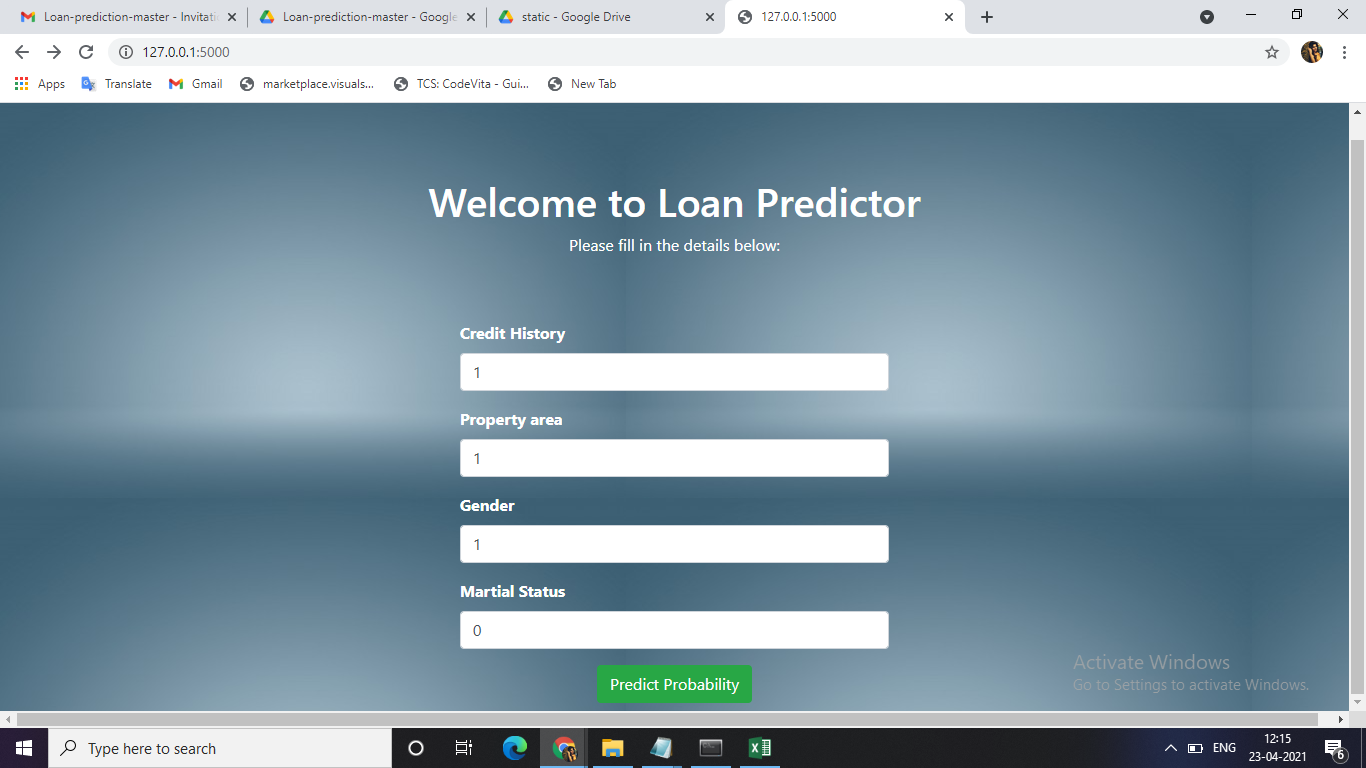 Loan-prediction-master - Invitati
Loan-prediction-master - Google
static - Google Drive
127.0.0.1:5000
127.0.0.1:5000
Apps
Translate
Gmail
marketplace.visuals...
TCS: CodeVita - Gui...
New Tab
Welcome to Loan Predictor
Please fill in the details below:
Credit History
1
Property area
1
Gender
1
Martial Status
0
Predict Probability
Activate Windows
Go to Settings to activate Windows.
Type here to search
ENG
12:15
23-04-2021
6